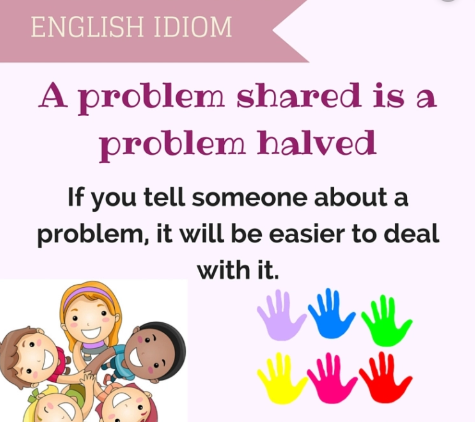 ENGLISH IDIOM
A problem shared is a
problem halved
If you tell someone about a
problem, it will be easier to deal
with it.